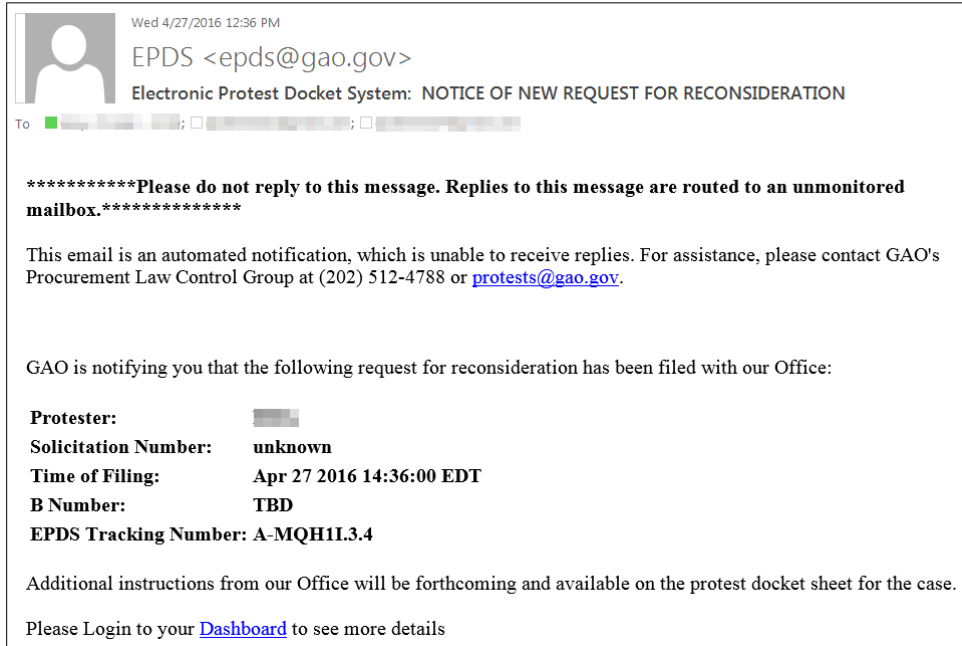 Wed 4/27/2016 12:36 PM
EPDS <epds@gao.gov>
Electronic Protest Docket System: NOTICE OF NEW REQUEST FOR RECONSIDERATION
To ; ;
***********Please do not reply to this message. Replies to this message are routed to an unmonitored
mailbox.**************
This email is an automated notification, which is unable to receive replies. For assistance, please contact GAO's
Procurement Law Control Group at (202) 512-4788 or protests@gao.gov.
GAO is notifying you that the following request for reconsideration has been filed with our Office:
Protester:
Solicitation Number: unknown
Time of Filing: Apr 27 2016 14:36:00 EDT
B Number: TBD
EPDS Tracking Number: A-MQH1I.3.4
Additional instructions from our Office will be forthcoming and available on the protest docket sheet for the case.
Please Login to your Dashboard to see more details